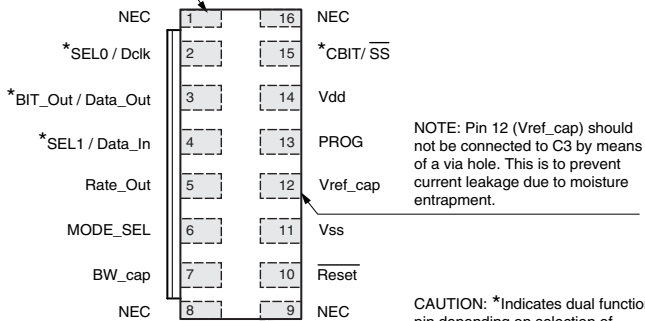 NEC 1 16 NEC
*SEL0 / Dclk 2 15 *CBIT/ SS
*BIT_Out / Data_Out 3 14 Vdd
*SEL1 / Data_In 4 13 PROG
Rate_Out 5 12 Vref_cap
MODE_SEL 6 11 Vss
BW_cap 7 10 Reset
NEC 8 9 NEC
NOTE: Pin 12 (Vref_cap) should
not be connected to C3 by means
of a via hole. This is to prevent
current leakage due to moisture
entrapment.
CAUTION: *Indicates dual function
pin depending on selection of